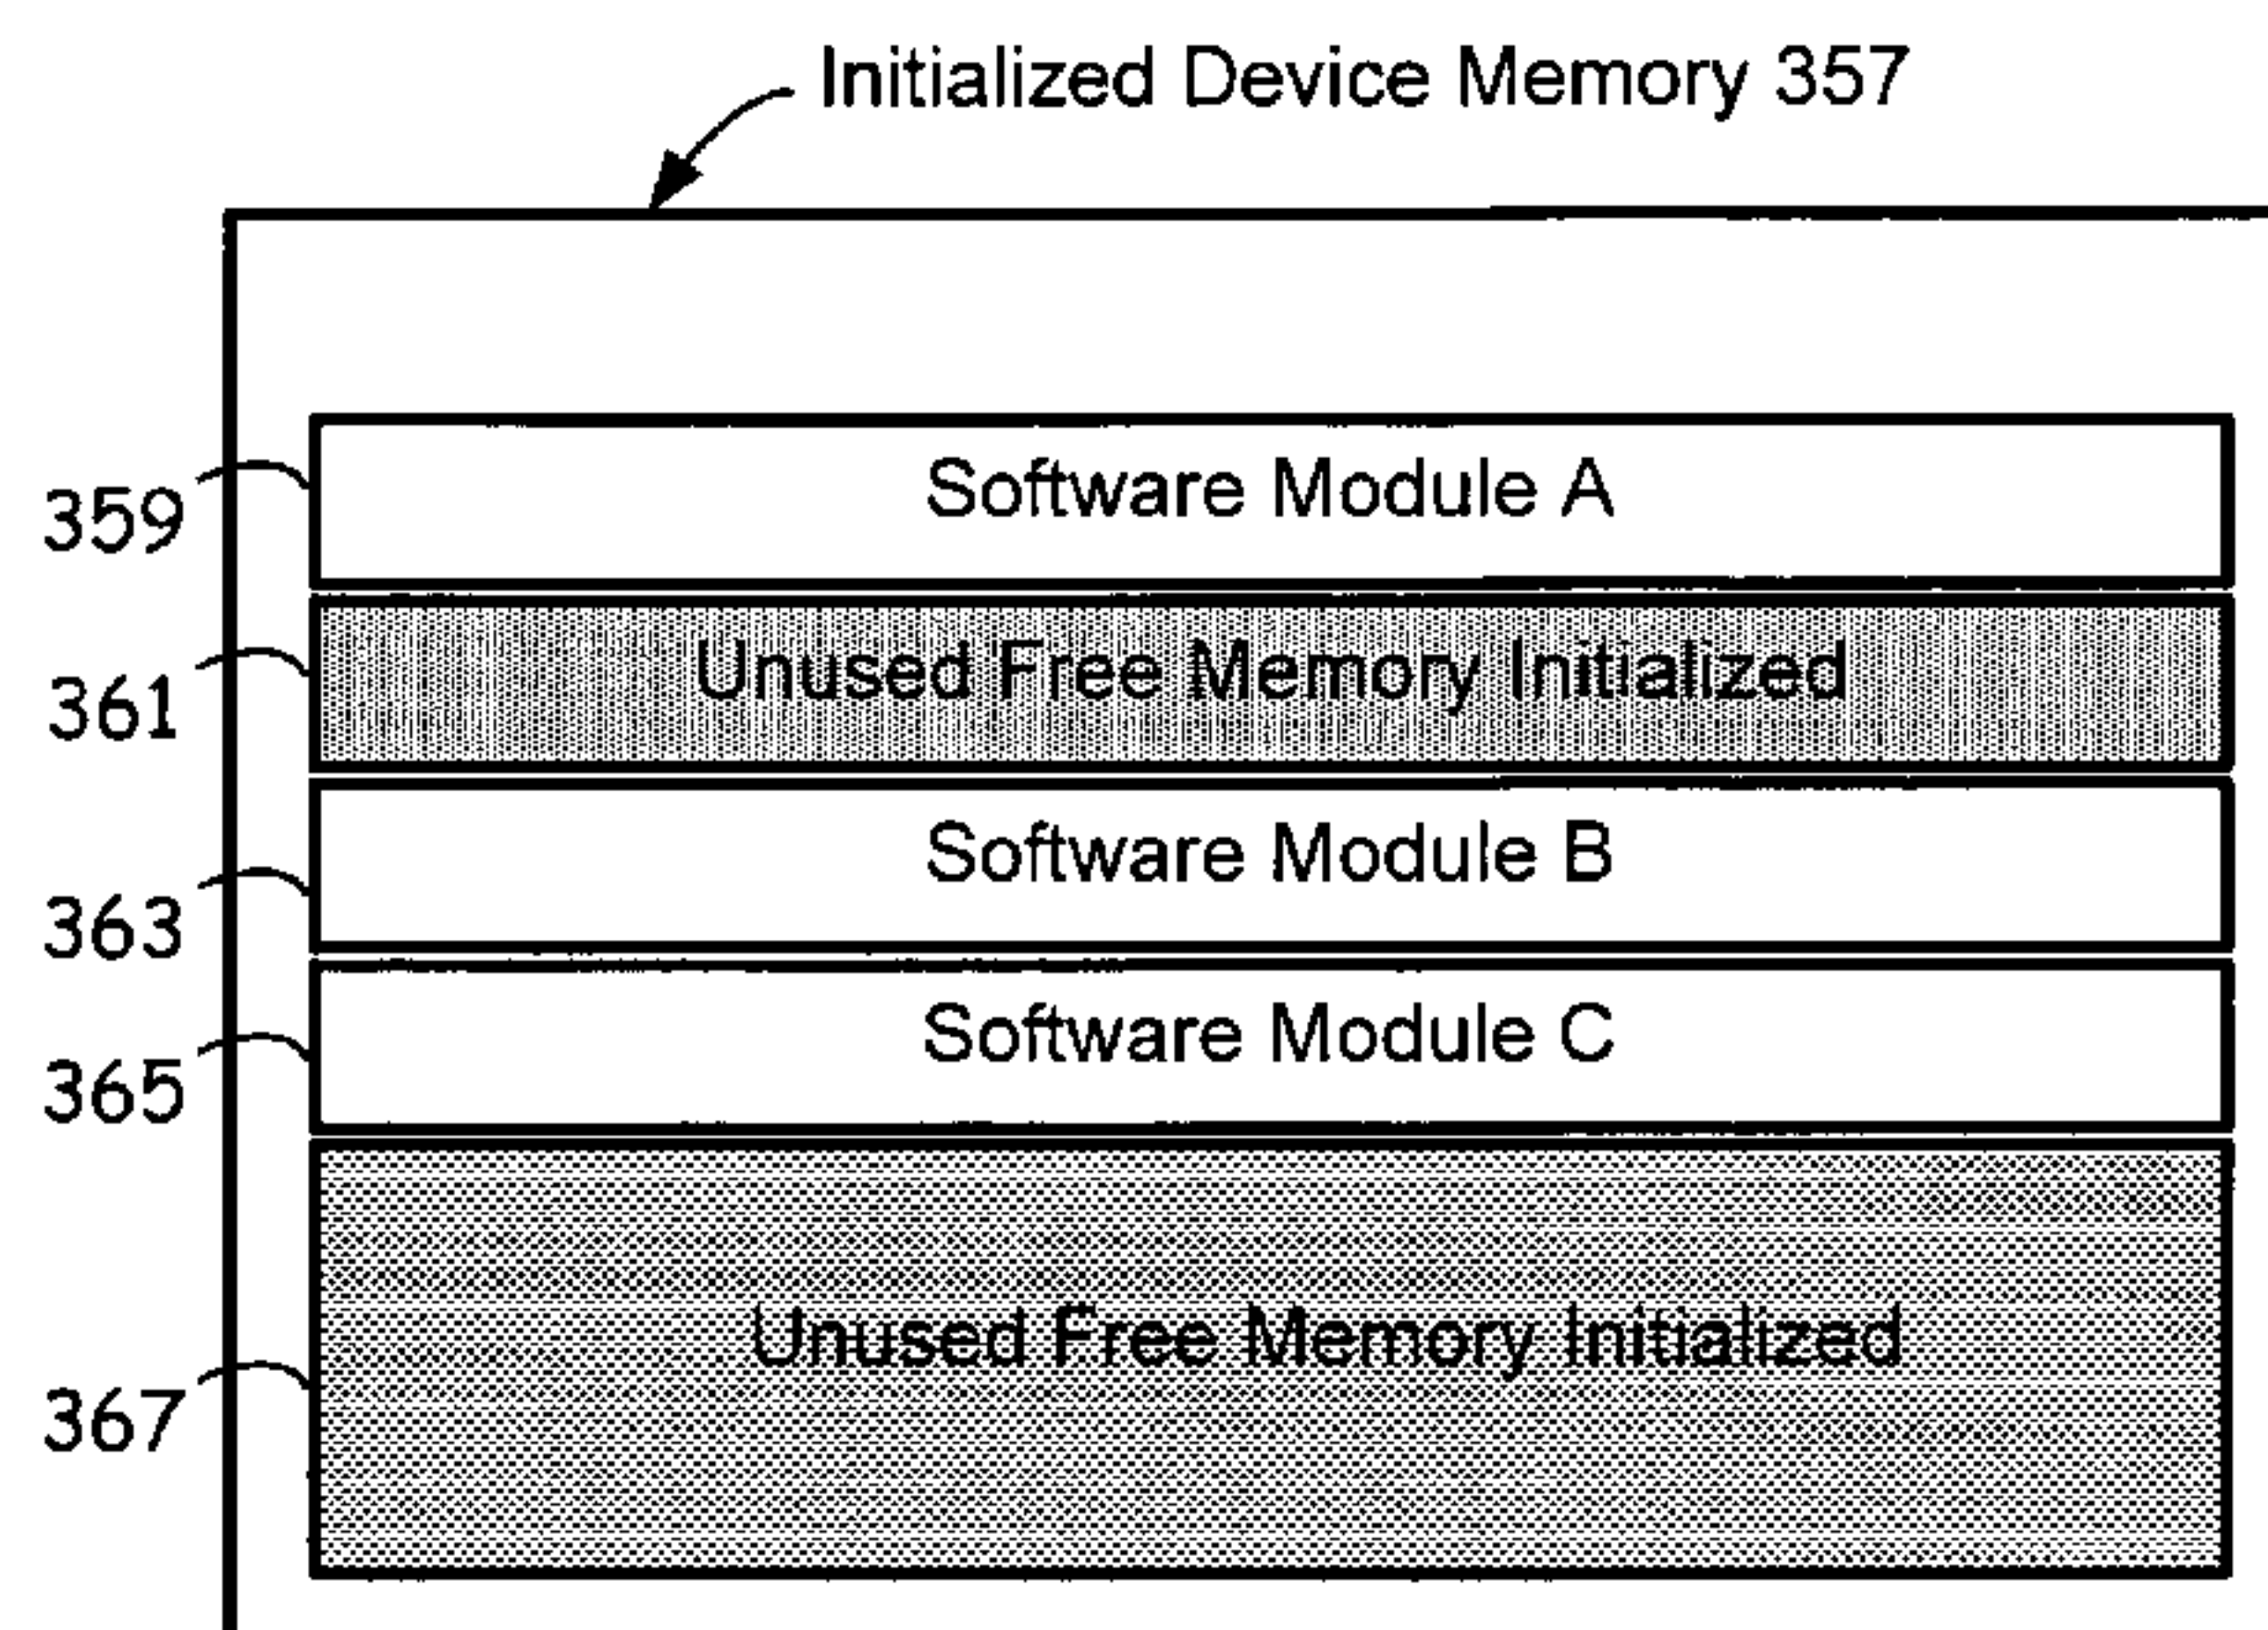 Initialized Device Memory 357
359 Software Module A
361 Unused Free Memory Initialized
363 Software Module B
365 Software Module C
367 Unused Free Memory Initialized